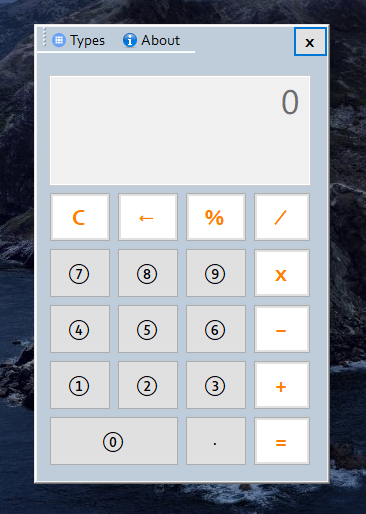 Types About x
0
C ← % /
⑦ ⑧ ⑨ x
④ ⑤ ⑥ −
① ② ③ +
⓪ . =